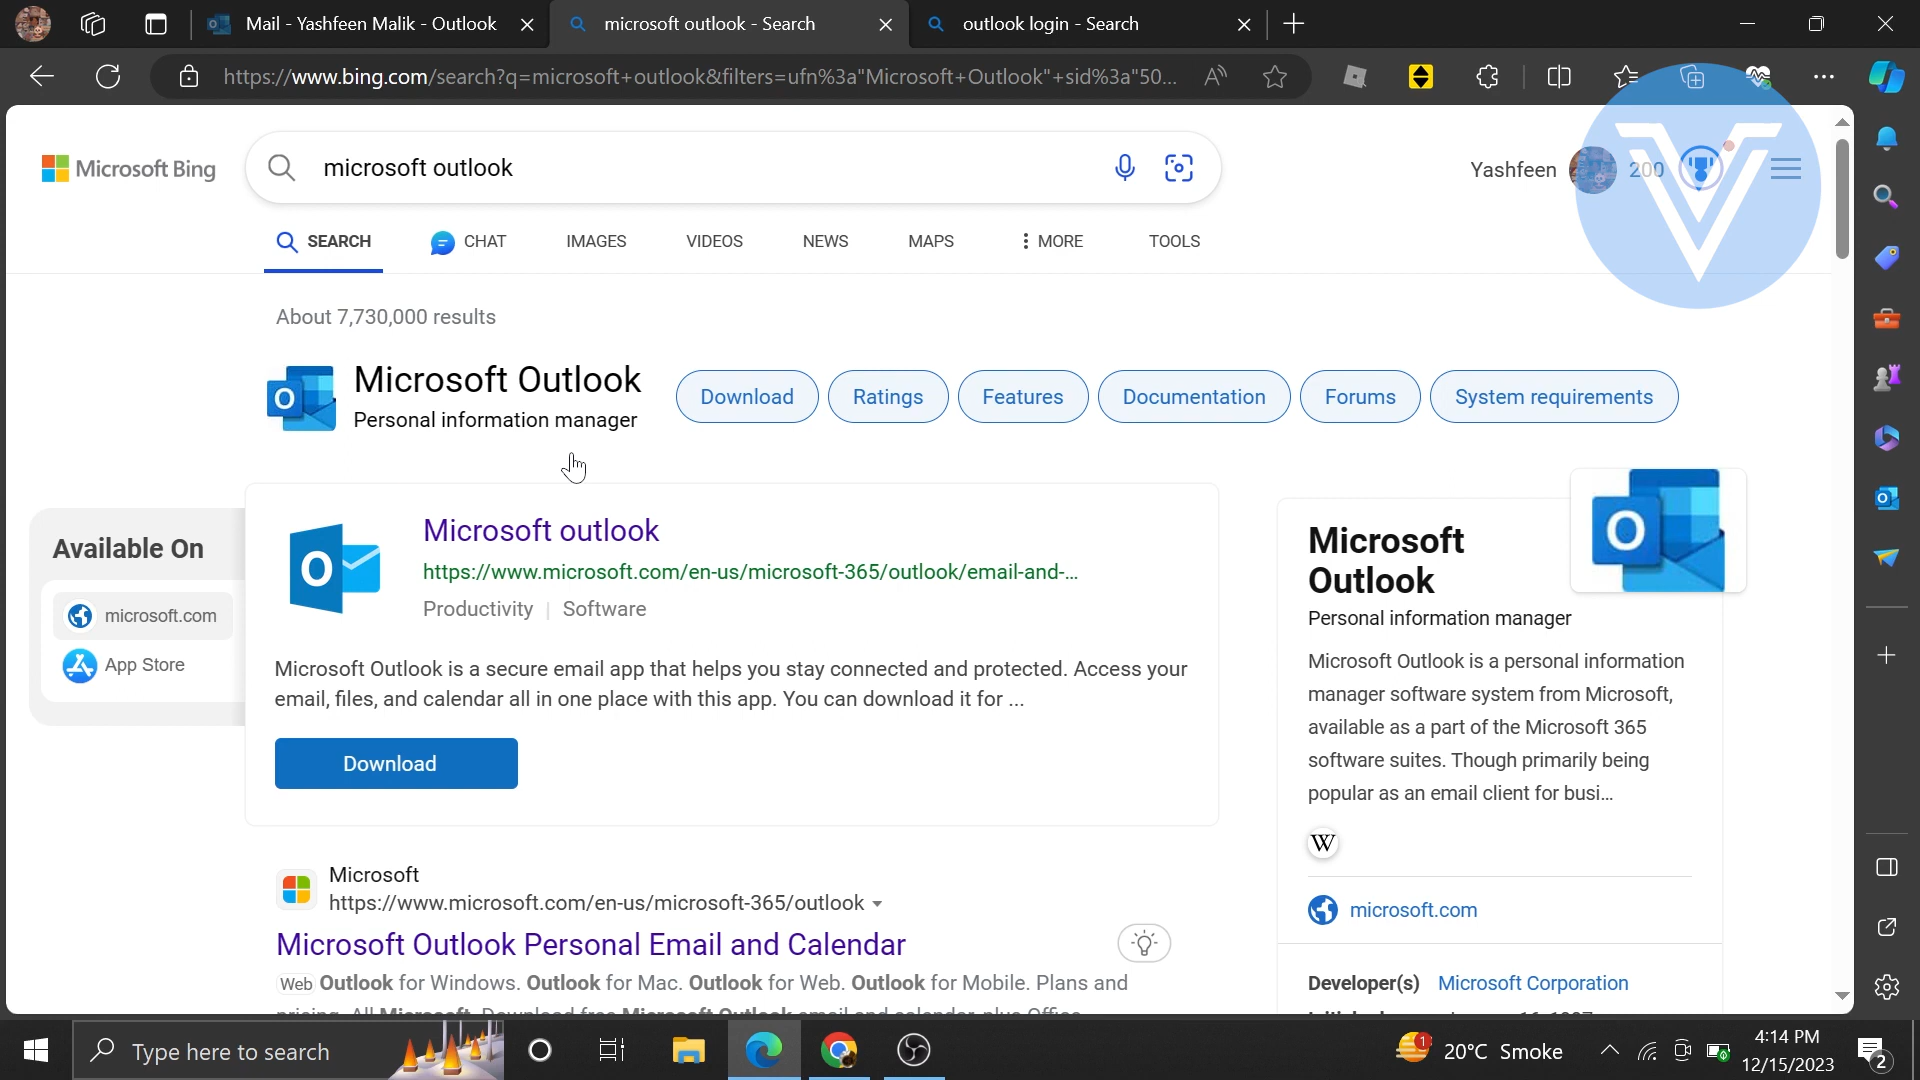 Mail - Yashfeen Malik - Outlook
microsoft outlook - Search
outlook login - Search
https://www.bing.com/search?q=microsoft+outlook&filters=ufn%3a"Microsoft+Outlook"+sid%3a"50...
Microsoft Bing
microsoft outlook
Yashfeen
200
SEARCH
CHAT
IMAGES
VIDEOS
NEWS
MAPS
MORE
TOOLS
About 7,730,000 results
Microsoft Outlook
Personal information manager
Download
Ratings
Features
Documentation
Forums
System requirements
Available On
microsoft.com
App Store
Microsoft outlook
https://www.microsoft.com/en-us/microsoft-365/outlook/email-and-...
Productivity | Software
Microsoft Outlook is a secure email app that helps you stay connected and protected. Access your
email, files, and calendar all in one place with this app. You can download it for ...
Download
Microsoft
https://www.microsoft.com/en-us/microsoft-365/outlook
Microsoft Outlook Personal Email and Calendar
Web Outlook for Windows. Outlook for Mac. Outlook for Web. Outlook for Mobile. Plans and
Microsoft
Outlook
Personal information manager
Microsoft Outlook is a personal information
manager software system from Microsoft,
available as a part of the Microsoft 365
software suites. Though primarily being
popular as an email client for busi...
W
microsoft.com
Developer(s) Microsoft Corporation
Type here to search
1
20°C Smoke
4:14 PM
12/15/2023
2